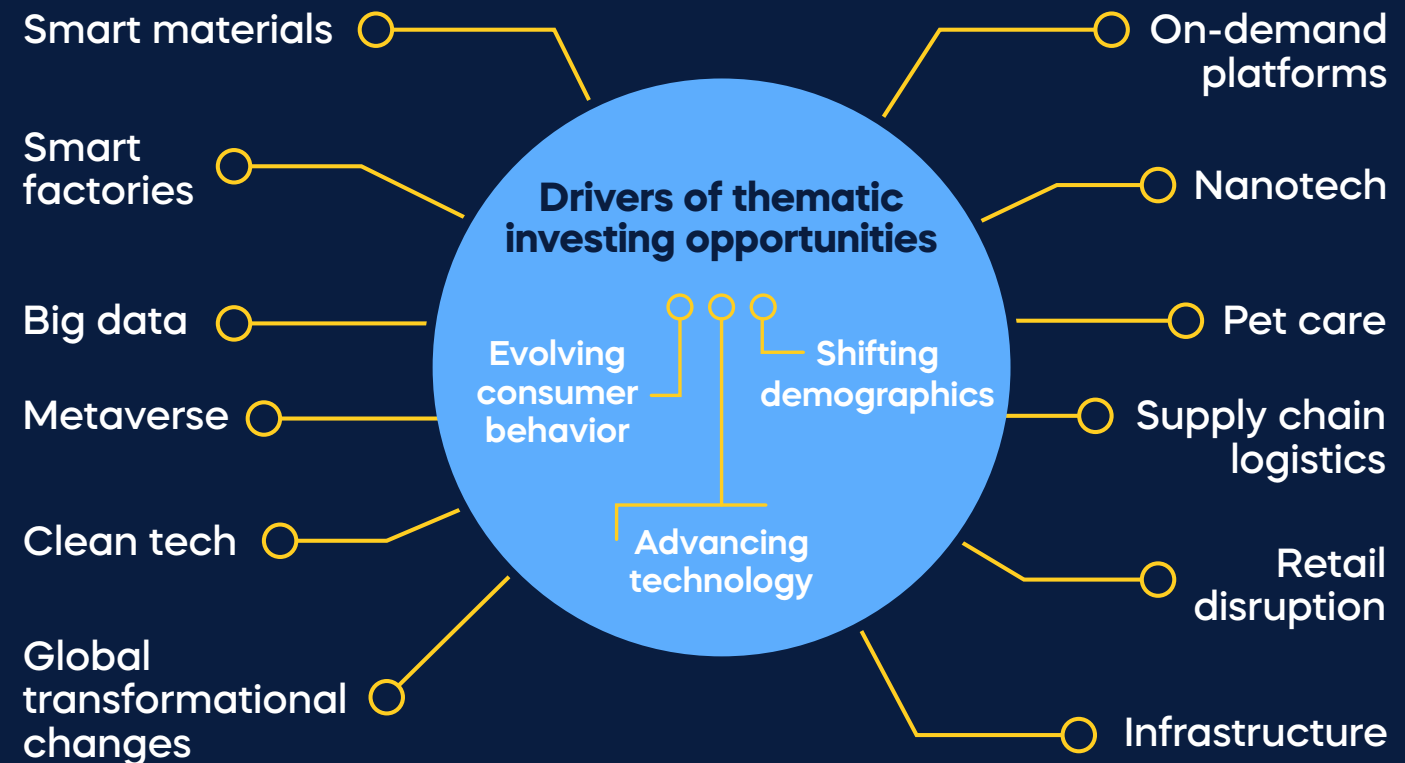 Smart materials
Smart
factories
Big data
Metaverse
Clean tech
Global
transformational
changes
Drivers of thematic
investing opportunities
Evolving
consumer
behavior
Shifting
demographics
Advancing
technology
On-demand
platforms
Nanotech
Pet care
Supply chain
logistics
Retail
disruption
Infrastructure